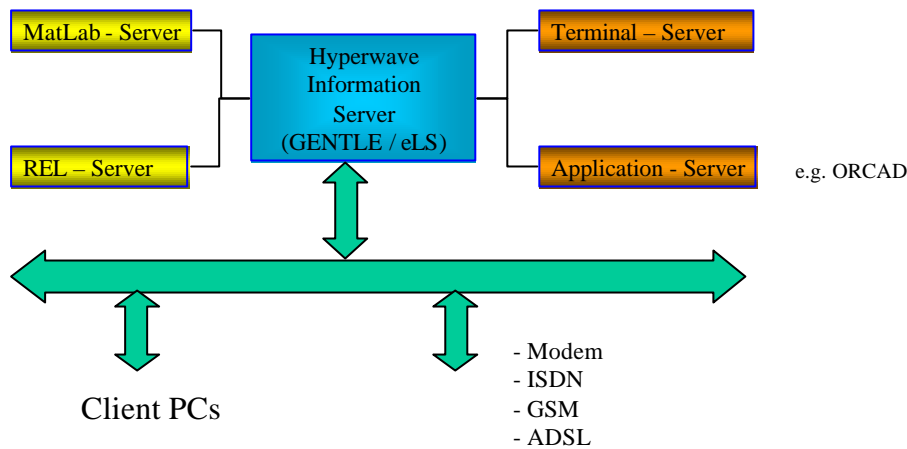 MatLab - Server
Hyperwave
Information
Server
(GENTLE / eLS)
Terminal – Server
REL – Server
Application - Server
e.g. ORCAD
Client PCs
- Modem
- ISDN
- GSM
- ADSL